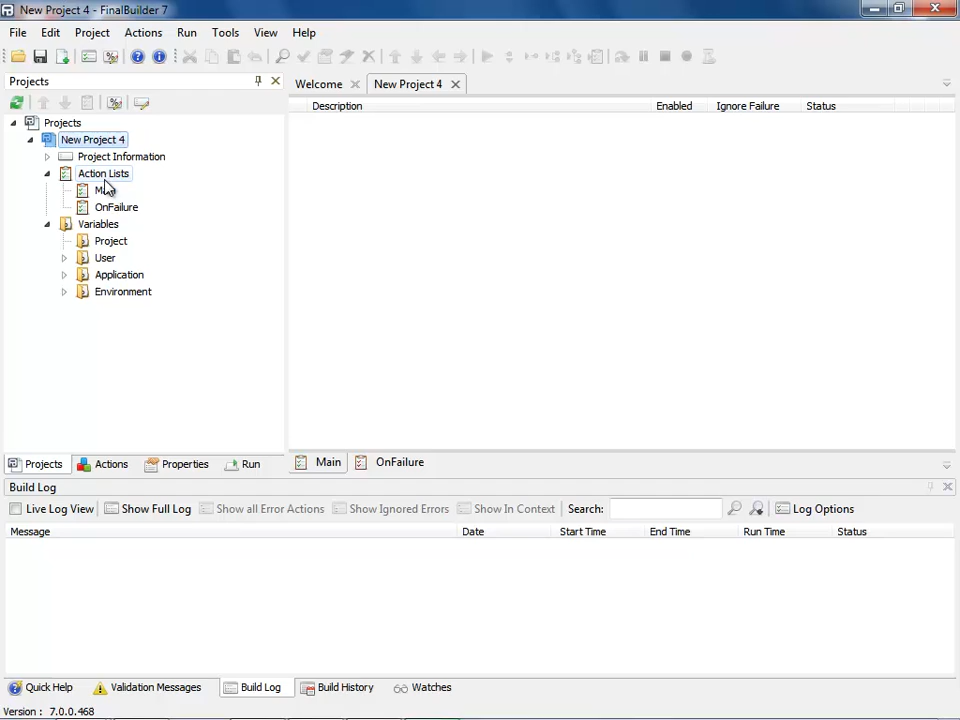 New Project 4 - FinalBuilder 7
File Edit Project Actions Run Tools View Help
Projects
Welcome New Project 4
Description Enabled Ignore Failure Status
Projects
New Project 4
Project Information
Action Lists
OnFailure
Variables
Project
User
Application
Environment
Projects Actions Properties Run
Main OnFailure
Build Log
Live Log View Show Full Log Show all Error Actions Show Ignored Errors Show In Context Search: Log Options
Message Date Start Time End Time Run Time Status
Quick Help Validation Messages Build Log Build History Watches
Version : 7.0.0.468